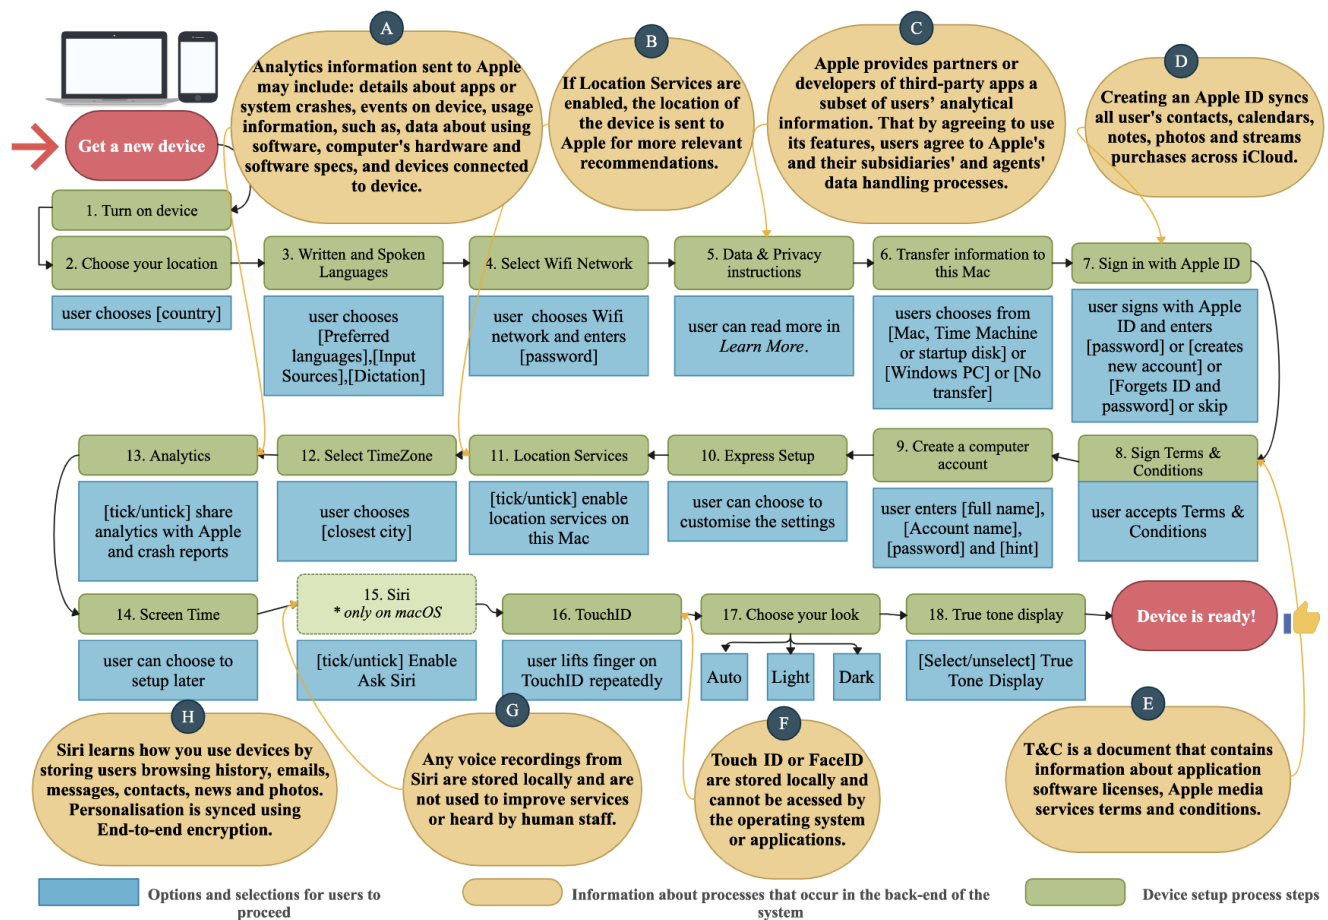 A
Analytics information sent to Apple
may include: details about apps or
system crashes, events on device, usage
information, such as, data about using
software, computer's hardware and
software specs, and devices connected
to device.
B
If Location Services are
enabled, the location of
the device is sent to
Apple for more relevant
recommendations.
C
Apple provides partners or
developers of third-party apps a
subset of users’ analytical
information. That by agreeing to use
its features, users agree to Apple's
and their subsidiaries' and agents'
data handling processes.
D
Creating an Apple ID syncs
all user's contacts, calendars,
notes, photos and streams
purchases across iCloud.
Get a new device
1. Turn on device
2. Choose your location
user chooses [country]
3. Written and Spoken
Languages
user chooses
[Preferred
languages],[Input
Sources],[Dictation]
4. Select Wifi Network
user chooses Wifi
network and enters
[password]
5. Data & Privacy
instructions
user can read more in
Learn More.
6. Transfer information to
this Mac
users chooses from
[Mac, Time Machine
or startup disk] or
[Windows PC] or [No
transfer]
7. Sign in with Apple ID
user signs with Apple
ID and enters
[password] or [creates
new account] or
[Forgets ID and
password] or skip
13. Analytics
[tick/untick] share
analytics with Apple
and crash reports
12. Select TimeZone
user chooses
[closest city]
11. Location Services
[tick/untick] enable
location services on
this Mac
10. Express Setup
user can choose to
customise the settings
9. Create a computer
account
user enters [full name],
[Account name],
[password] and [hint]
8. Sign Terms &
Conditions
user accepts Terms &
Conditions
14. Screen Time
user can choose to
setup later
15. Siri
* only on macOS
[tick/untick] Enable
Ask Siri
16. TouchID
user lifts finger on
TouchID repeatedly
17. Choose your look
Auto
Light
Dark
18. True tone display
[Select/unselect] True
Tone Display
Device is ready!
H
Siri learns how you use devices by
storing users browsing history, emails,
messages, contacts, news and photos.
Personalisation is synced using
End-to-end encryption.
G
Any voice recordings from
Siri are stored locally and are
not used to improve services
or heard by human staff.
F
Touch ID or FaceID
are stored locally and
cannot be acessed by
the operating system
or applications.
E
T&C is a document that contains
information about application
software licenses, Apple media
services terms and conditions.
Options and selections for users to
proceed
Information about processes that occur in the back-end of the
system
Device setup process steps